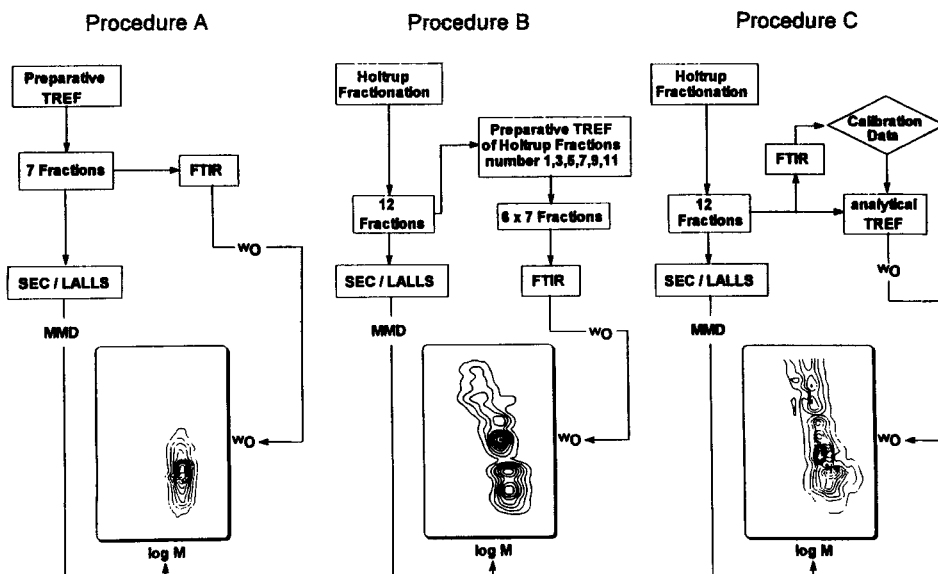 Procedure A
Preparative
TREF
7 Fractions
FTIR
wO
SEC / LALLS
MMD
wO
log M
Procedure B
Holtrup
Fractionation
Preparative TREF
of Holtrup Fractions
number 1,3,5,7,9,11
12
Fractions
6 x 7 Fractions
SEC / LALLS
FTIR
MMD
wO
wO
log M
Procedure C
Holtrup
Fractionation
Calibration
Data
FTIR
12
Fractions
analytical
TREF
wO
SEC / LALLS
MMD
wO
log M